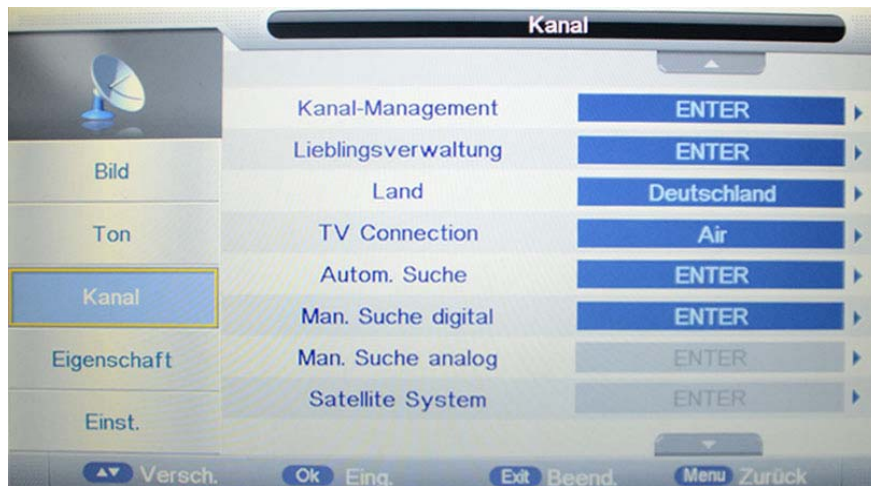 Kanal
Kanal-Management ENTER
Lieblingsverwaltung ENTER
Bild
Land Deutschland
Ton
TV Connection Air
Autom. Suche ENTER
Kanal
Man. Suche digital ENTER
Eigenschaft
Man. Suche analog ENTER
Satellite System ENTER
Einst.
Versch. Ok Eing. Exit Beend. Menu Zurück